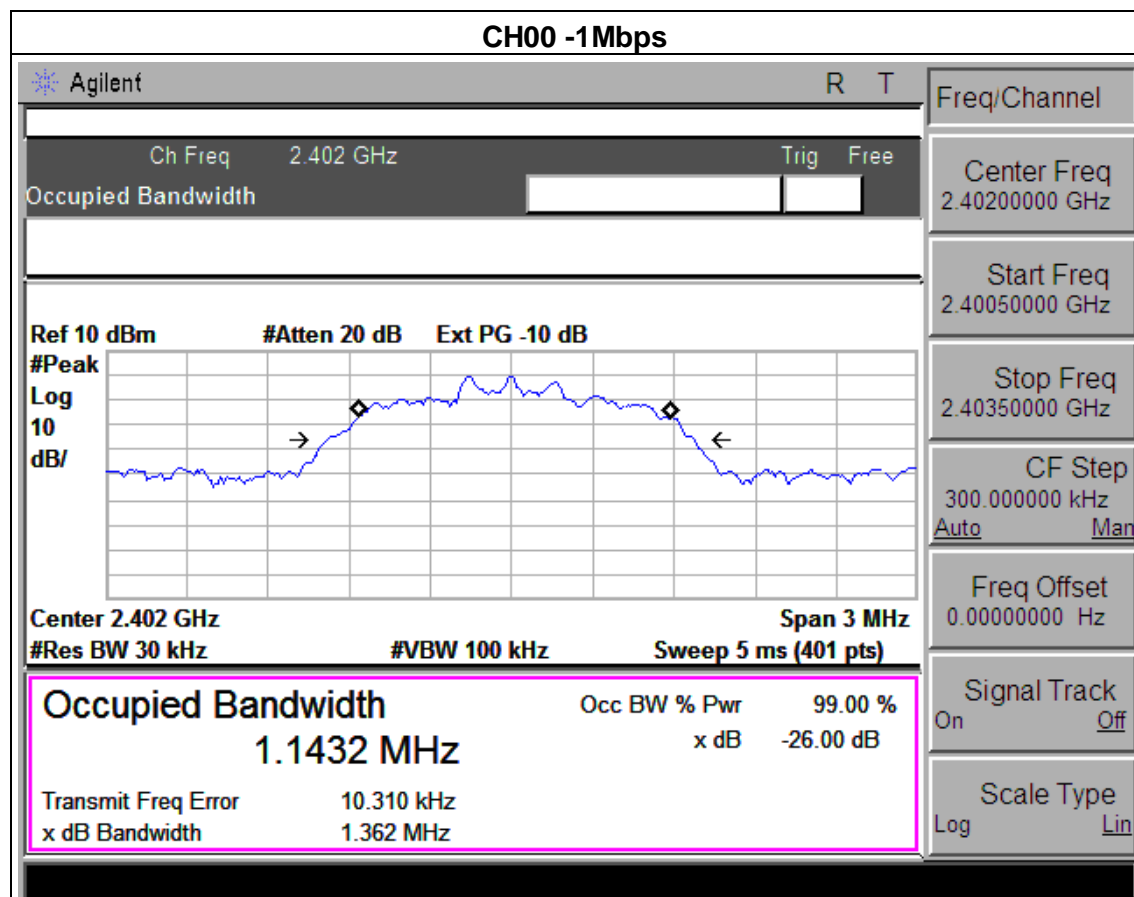 CH00 -1Mbps
Agilent R T
Ch Freq 2.402 GHz Trig Free
Occupied Bandwidth
Ref 10 dBm #Atten 20 dB Ext PG -10 dB
#Peak
Log
10
dB/
Center 2.402 GHz Span 3 MHz
#Res BW 30 kHz #VBW 100 kHz Sweep 5 ms (401 pts)
Occupied Bandwidth
1.1432 MHz
Occ BW % Pwr 99.00 %
x dB -26.00 dB
Transmit Freq Error 10.310 kHz
x dB Bandwidth 1.362 MHz
Freq/Channel
Center Freq
2.40200000 GHz
Start Freq
2.40050000 GHz
Stop Freq
2.40350000 GHz
CF Step
300.000000 kHz
Auto Man
Freq Offset
0.00000000 Hz
Signal Track
On Off
Scale Type
Log Lin